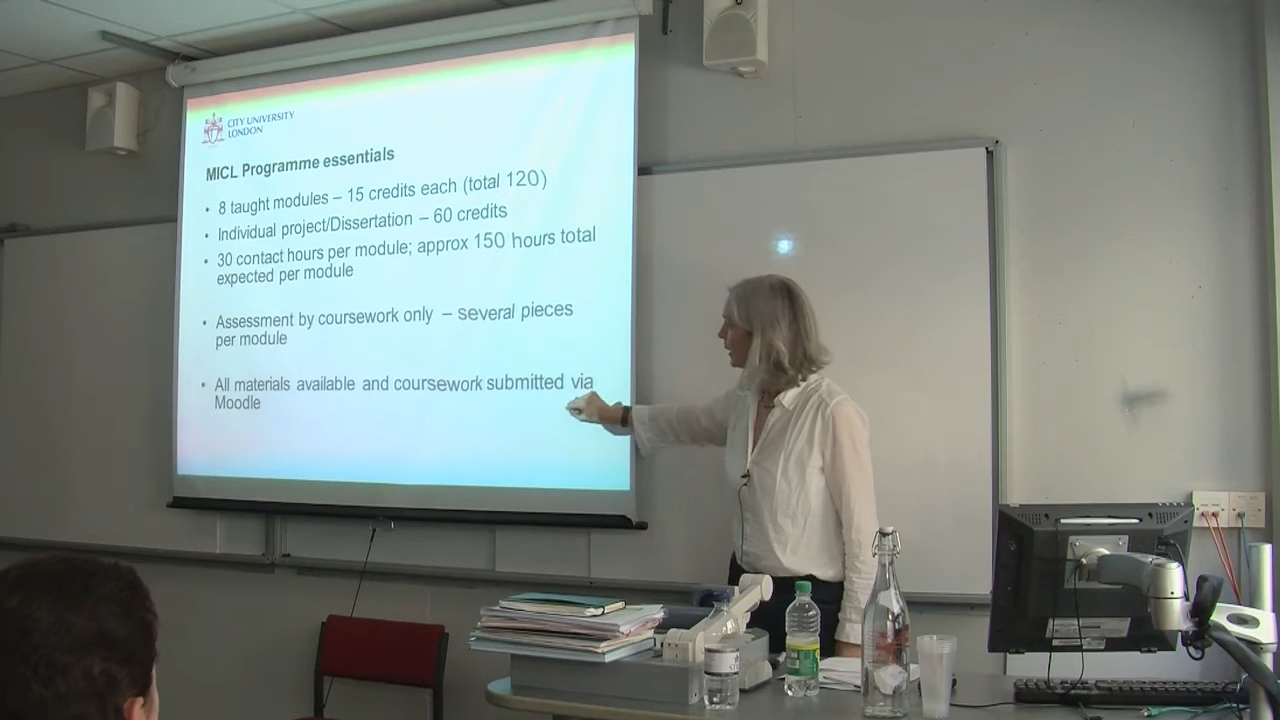 CITY UNIVERSITY
LONDON
MICL Programme essentials
• 8 taught modules – 15 credits each (total 120)
• Individual project/Dissertation – 60 credits
• 30 contact hours per module; approx 150 hours total
expected per module
• Assessment by coursework only – several pieces
per module
• All materials available and coursework submitted via
Moodle